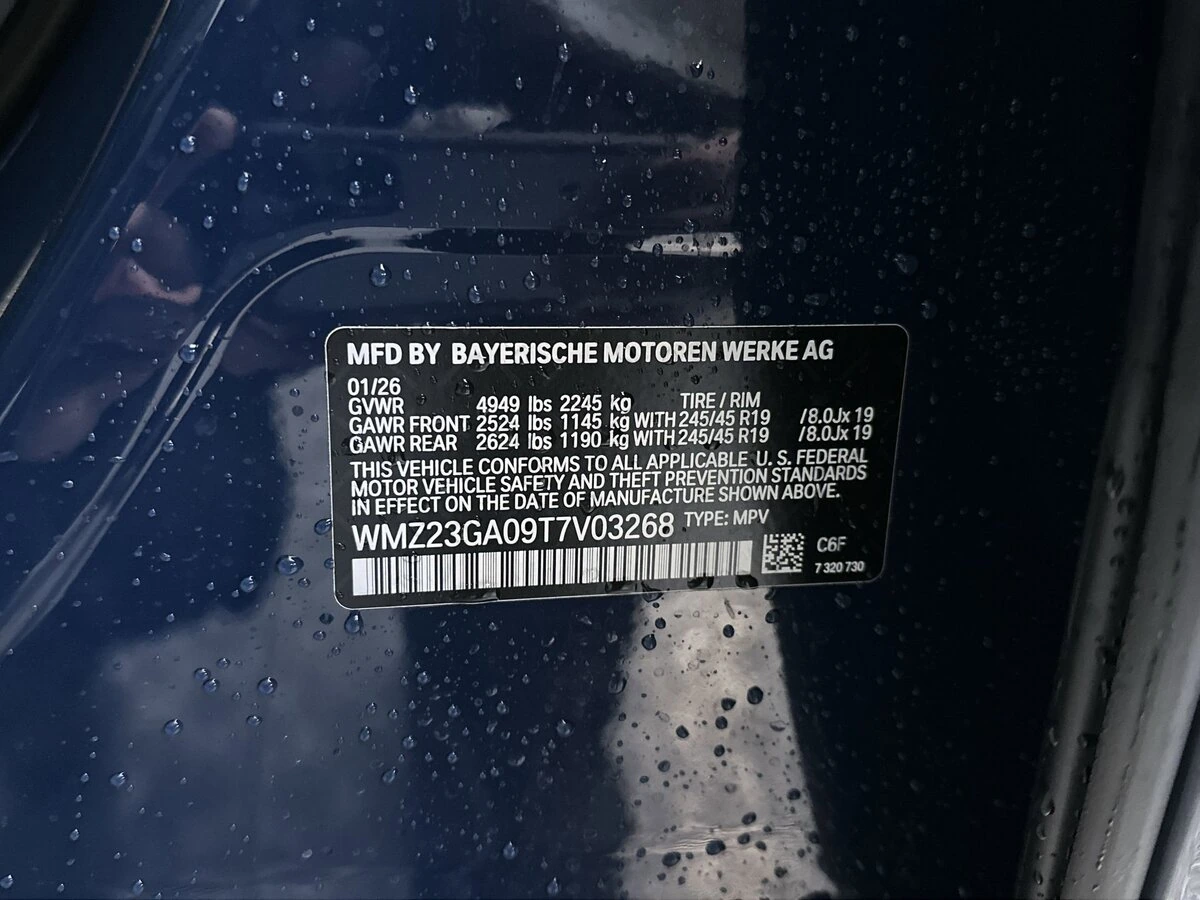 MFD BY BAYERISCHE MOTOREN WERKE AG
01/26
GVWR 4949 lbs 2245 kg TIRE / RIM
GAWR FRONT 2524 lbs 1145 kg WITH 245/45 R19 /8.0Jx 19
GAWR REAR 2624 lbs 1190 kg WITH 245/45 R19 /8.0Jx 19
THIS VEHICLE CONFORMS TO ALL APPLICABLE U. S. FEDERAL
MOTOR VEHICLE SAFETY AND THEFT PREVENTION STANDARDS
IN EFFECT ON THE DATE OF MANUFACTURE SHOWN ABOVE.
WMZ23GA09T7V03268 TYPE: MPV
C6F
7 320 730